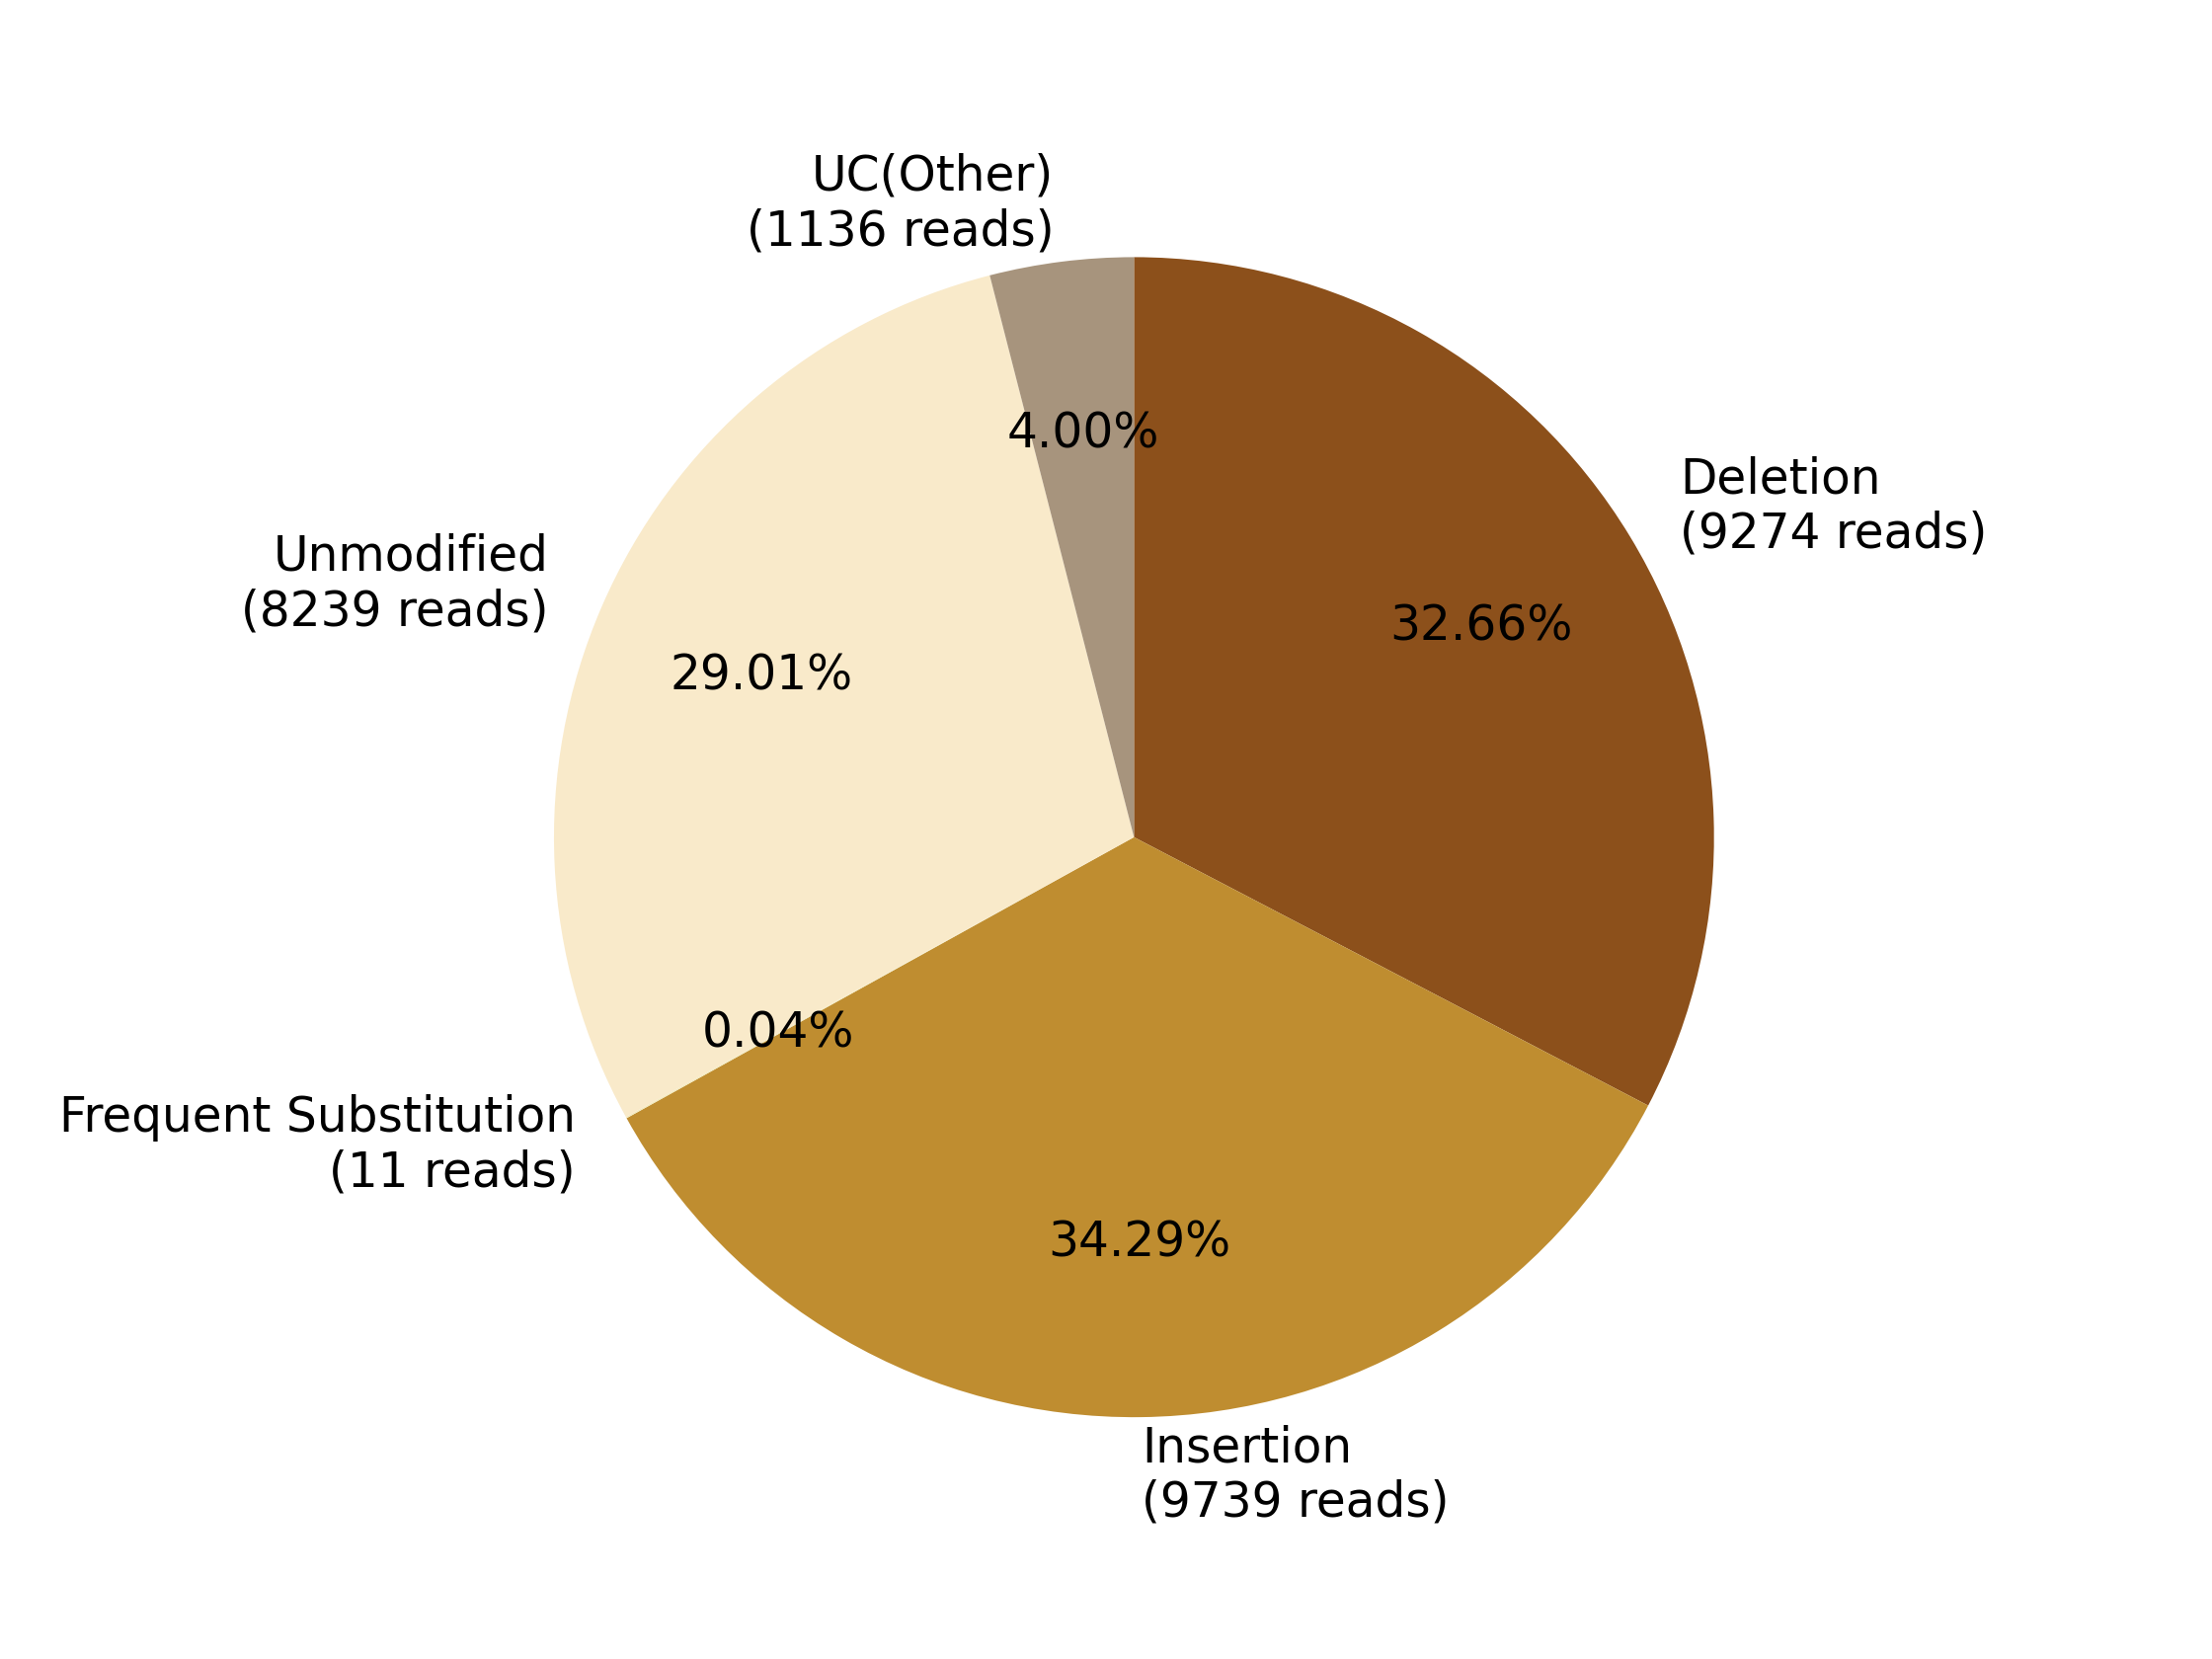 UC(Other)
(1136 reads)
4.00%
Deletion
(9274 reads)
32.66%
Unmodified
(8239 reads)
29.01%
0.04%
Frequent Substitution
(11 reads)
34.29%
Insertion
(9739 reads)